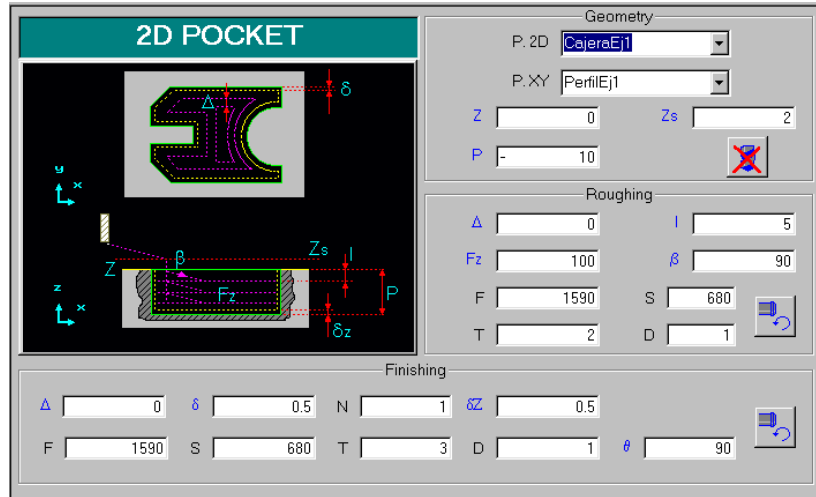 2D POCKET
Δ
δ
y
x
Z
β
Zs
I
Fz
P
z
x
δz
Geometry
P.2D CajeraEj1
P.XY PerfilEj1
Z 0 Zs 2
P - 10
Roughing
Δ 0 I 5
Fz 100 β 90
F 1590 S 680
T 2 D 1
Finishing
Δ 0 δ 0.5 N 1 δZ 0.5
F 1590 S 680 T 3 D 1 θ 90